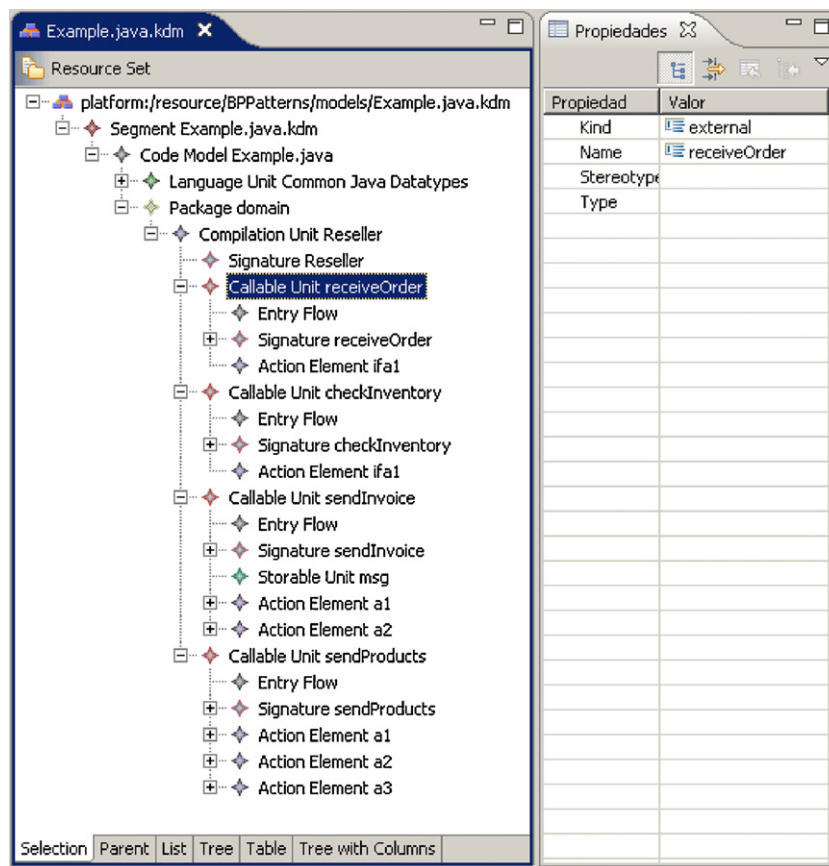 Example.java.kdm
Resource Set
platform:/resource/BPPatterns/models/Example.java.kdm
Segment Example.java.kdm
Code Model Example.java
Language Unit Common Java Datatypes
Package domain
Compilation Unit Reseller
Signature Reseller
Callable Unit receiveOrder
Entry Flow
Signature receiveOrder
Action Element ifa1
Callable Unit checkInventory
Entry Flow
Signature checkInventory
Action Element ifa1
Callable Unit sendInvoice
Entry Flow
Signature sendInvoice
Storable Unit msg
Action Element a1
Action Element a2
Callable Unit sendProducts
Entry Flow
Signature sendProducts
Action Element a1
Action Element a2
Action Element a3
Selection Parent List Tree Table Tree with Columns
Propiedades
Propiedad Valor
Kind external
Name receiveOrder
Stereotype
Type